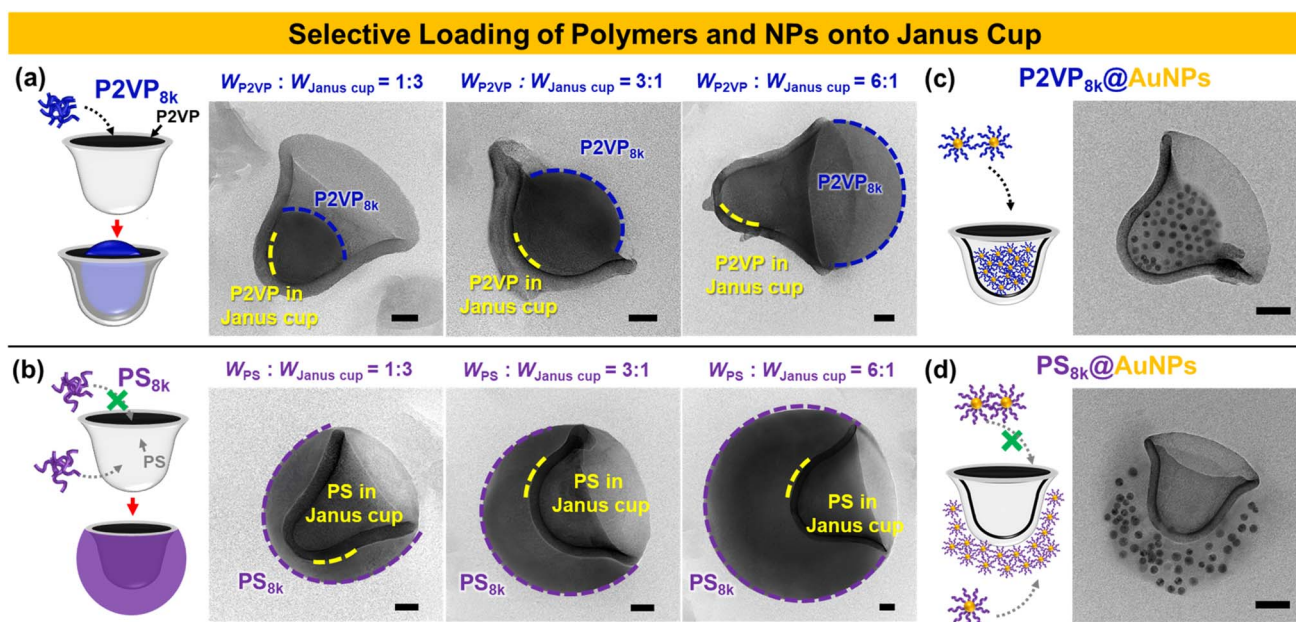 Selective Loading of Polymers and NPs onto Janus Cup
(a)
P2VP8k
P2VP
WP2VP : WJanus cup = 1:3
P2VP8k
P2VP in
Janus cup
WP2VP : WJanus cup = 3:1
P2VP8k
P2VP in
Janus cup
WP2VP : WJanus cup = 6:1
P2VP8k
P2VP in
Janus cup
(c)
P2VP8k@AuNPs
(b)
PS8k
PS
WPS : WJanus cup = 1:3
PS in
Janus cup
PS8k
WPS : WJanus cup = 3:1
PS in
Janus cup
PS8k
WPS : WJanus cup = 6:1
PS in
Janus cup
PS8k
(d)
PS8k@AuNPs